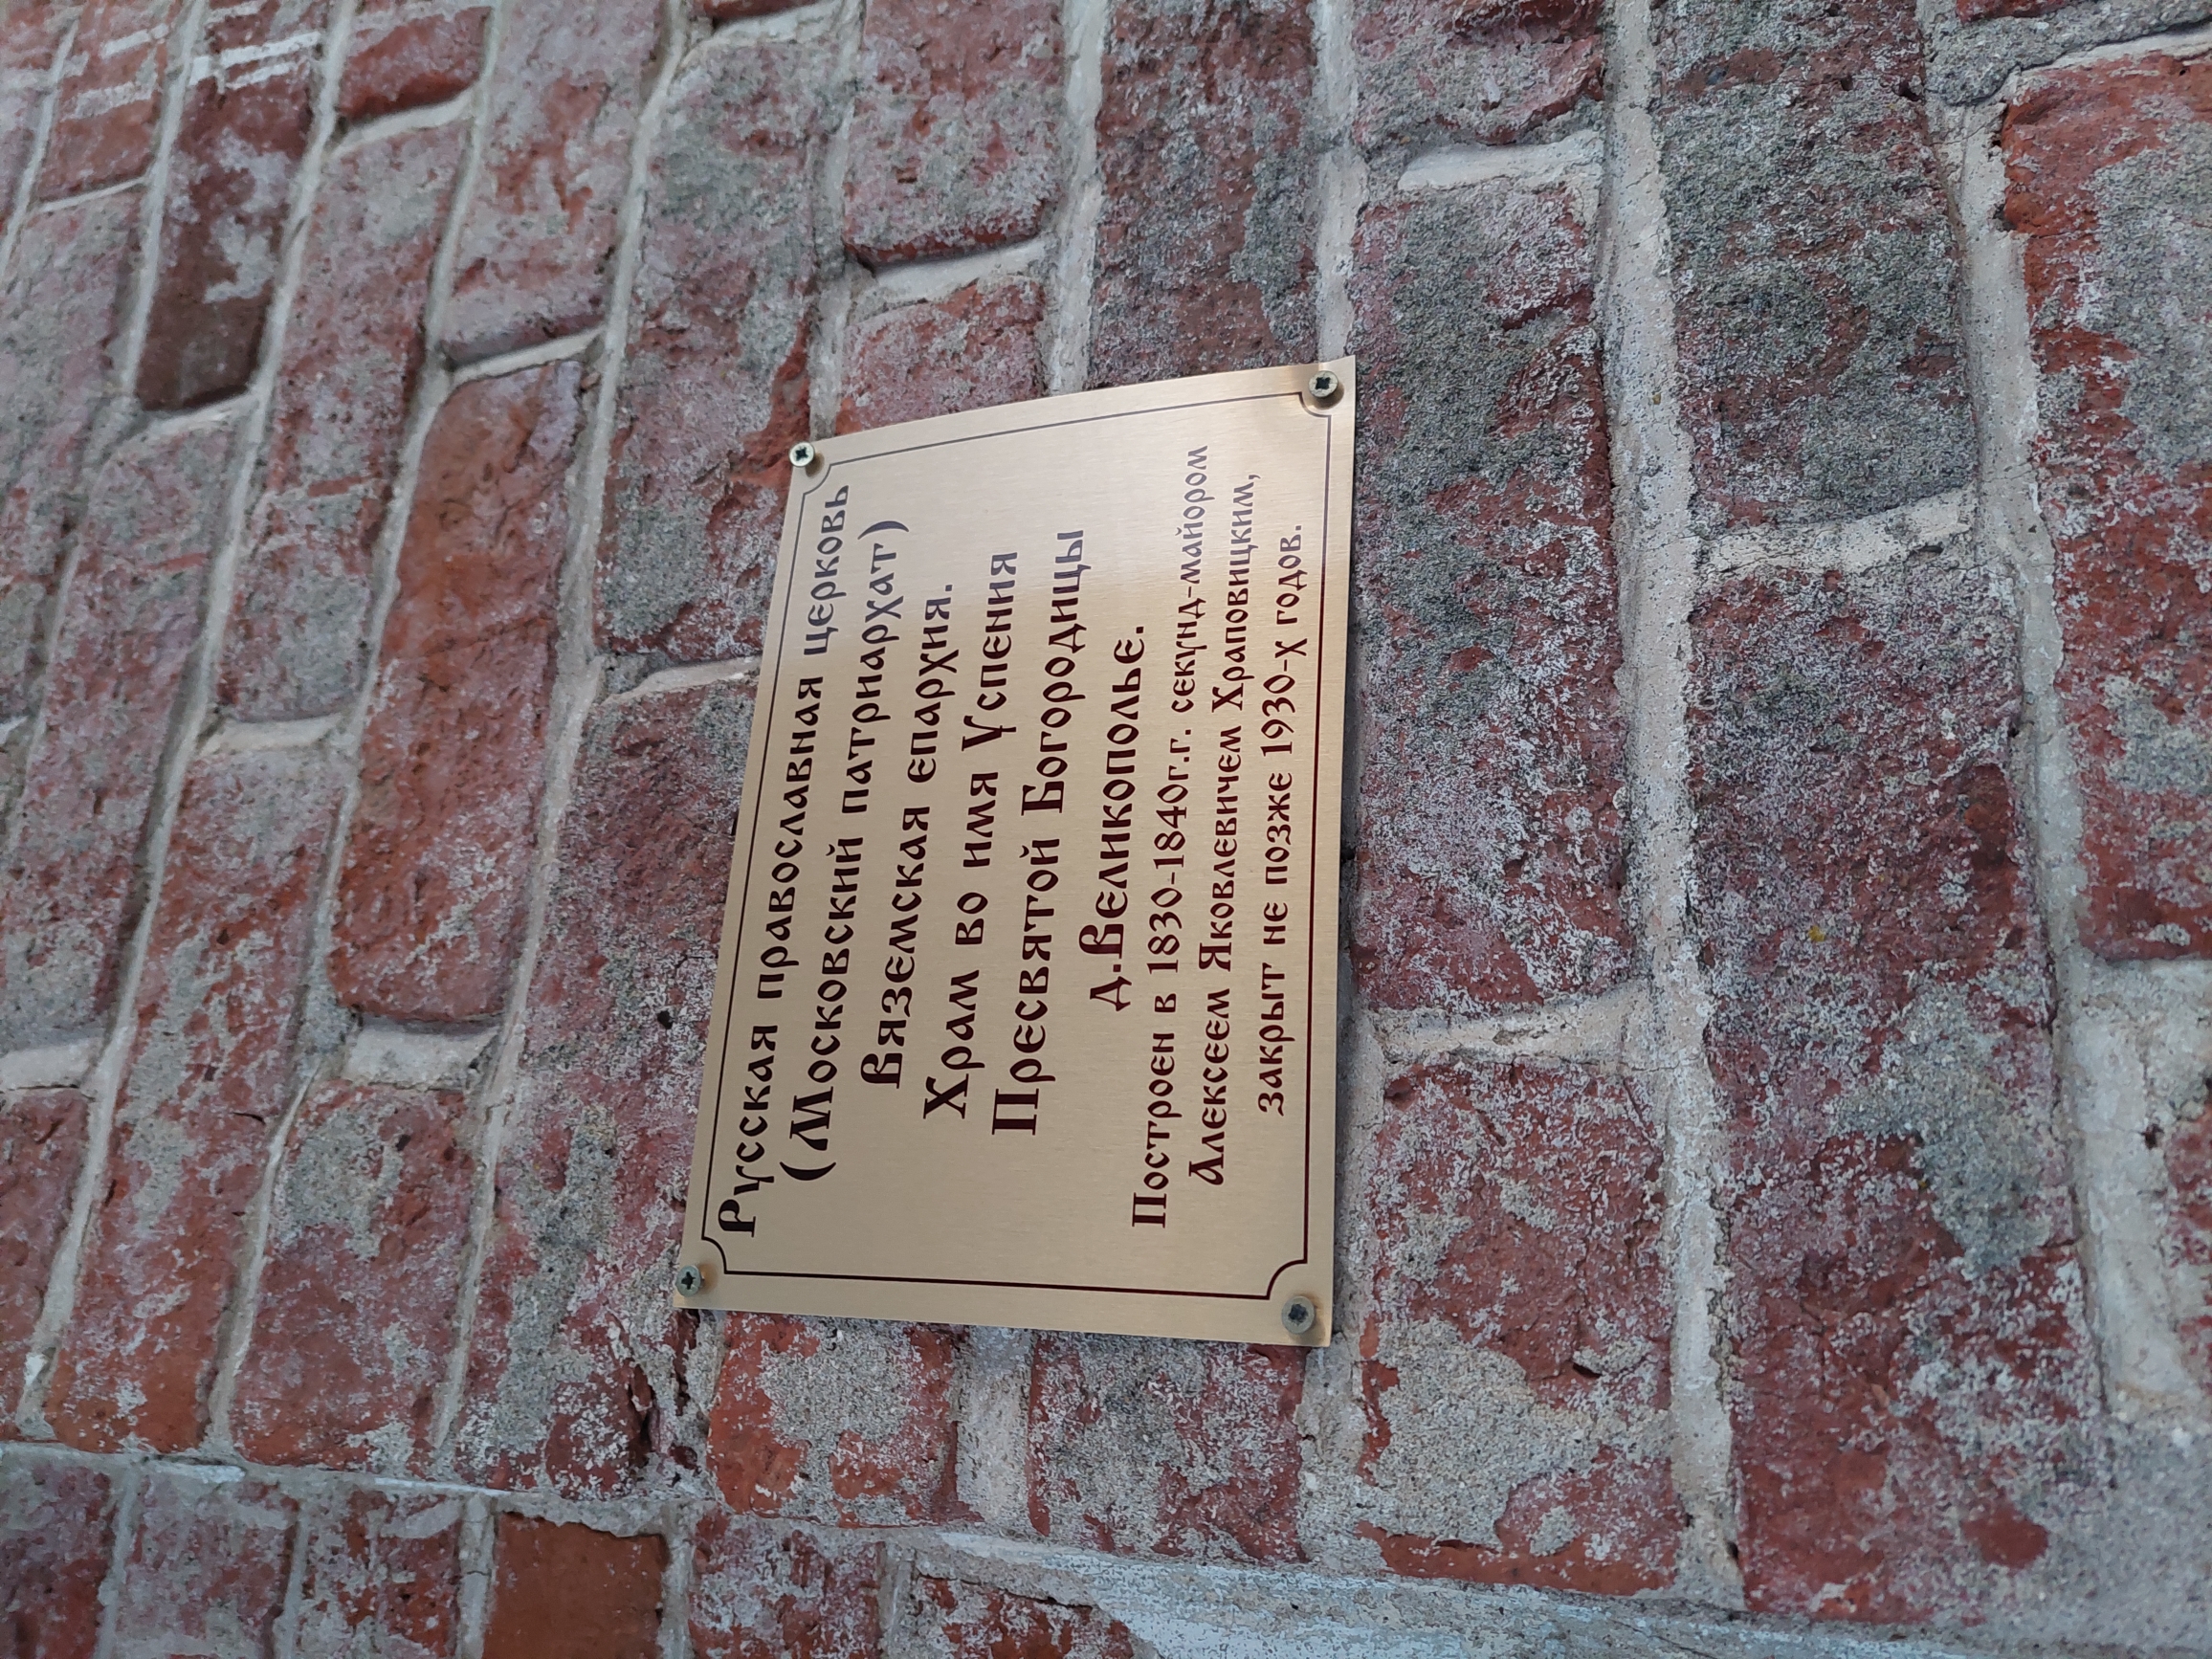 Русская православная церковь
(Московский патриархат)
Вяземская епархия.
Храм во имя Успения
Пресвятой Богородицы
д.Великополье.
Построен в 1830-1840г.г. секунд-майором
Алексеем Яковлевичем Храповицким,
закрыт не позже 1930-х годов.